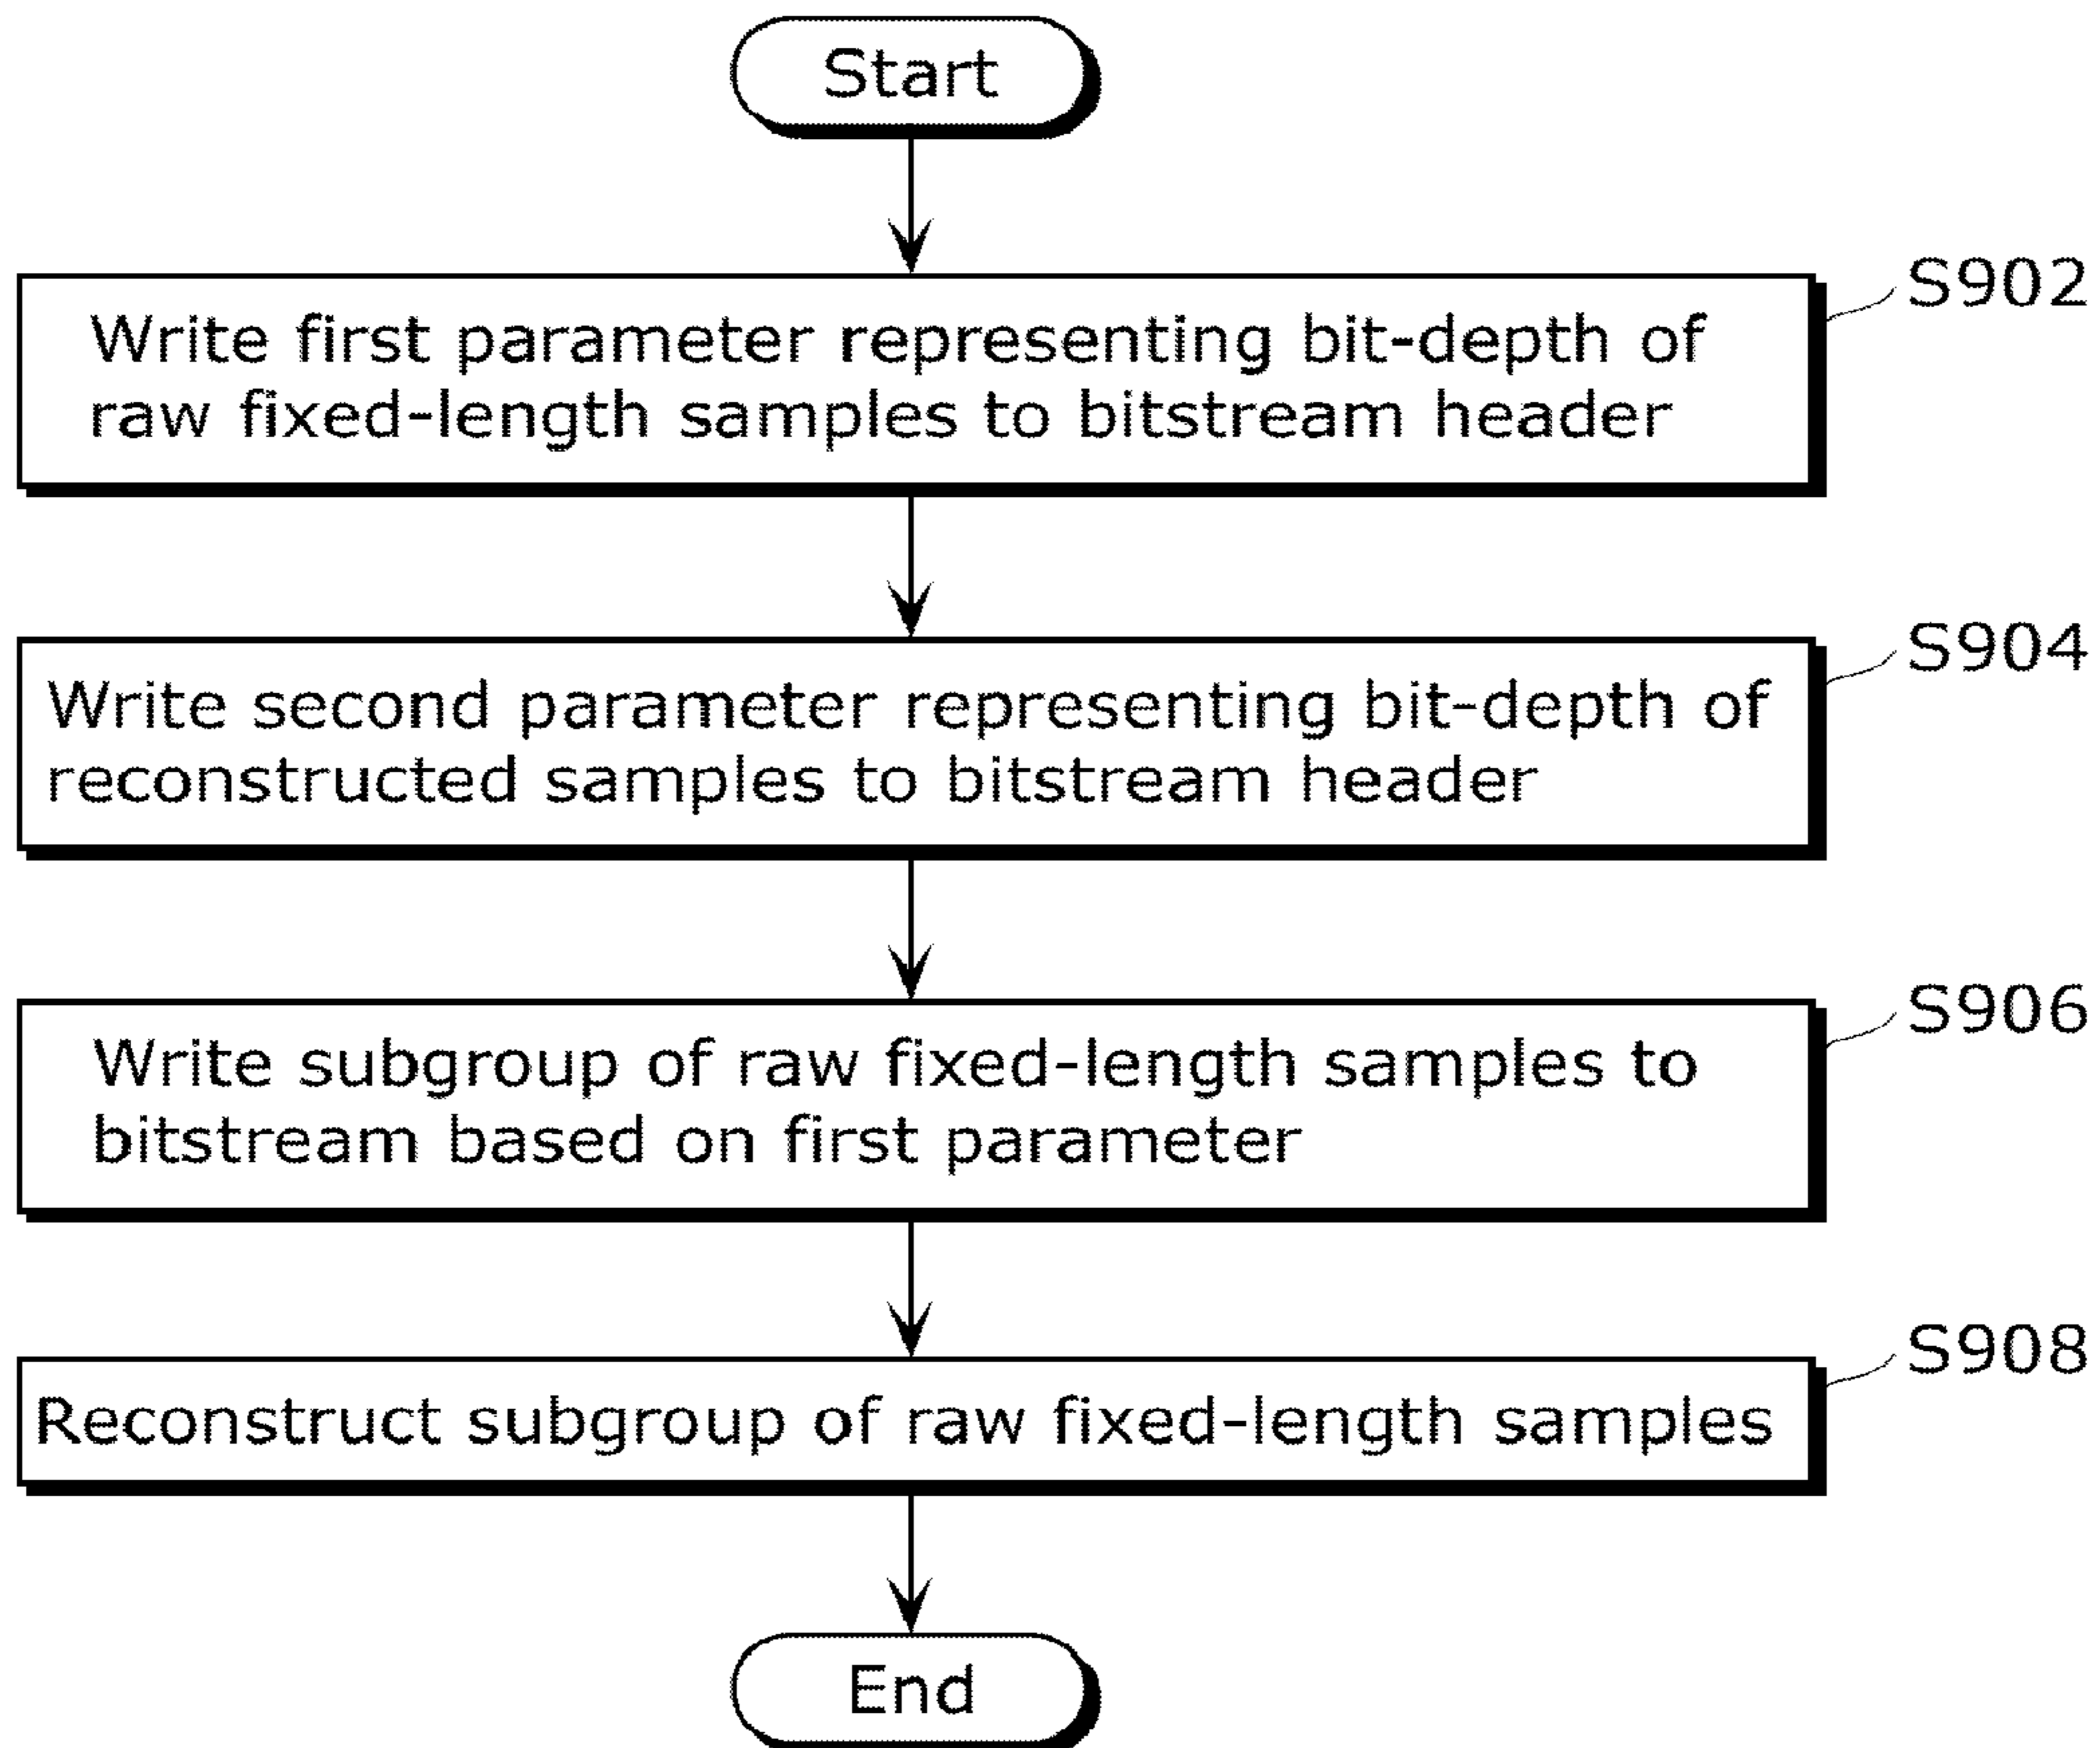 Start
S902
Write first parameter representing bit-depth of
raw fixed-length samples to bitstream header
S904
Write second parameter representing bit-depth of
reconstructed samples to bitstream header
S906
Write subgroup of raw fixed-length samples to
bitstream based on first parameter
S908
Reconstruct subgroup of raw fixed-length samples
End